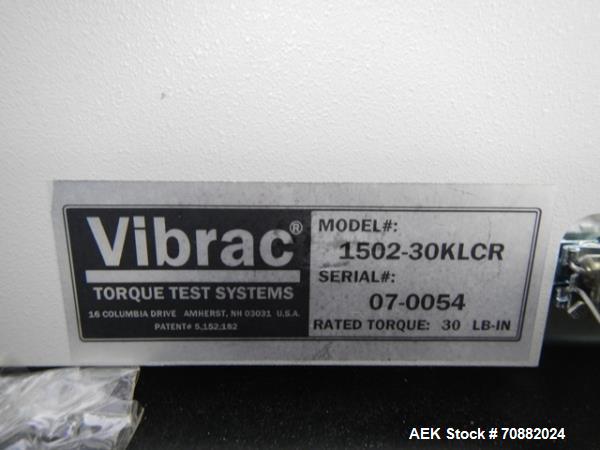 Vibrac®
TORQUE TEST SYSTEMS
16 COLUMBIA DRIVE AMHERST, NH 03031 U.S.A.
PATENT# 5,152,182
MODEL#:
1502-30KLCR
SERIAL#:
07-0054
RATED TORQUE: 30 LB-IN
AEK Stock # 70882024